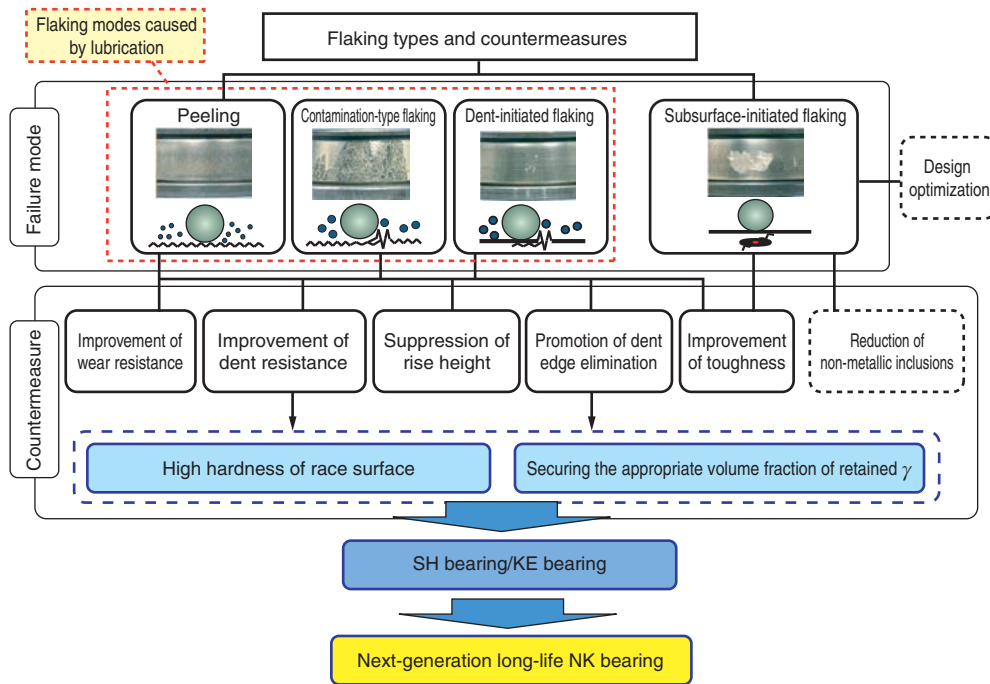 Flaking modes caused
by lubrication
Flaking types and countermeasures
Failure mode
Peeling
Contamination-type flaking
Dent-initiated flaking
Subsurface-initiated flaking
Design
optimization
Countermeasure
Improvement of
wear resistance
Improvement of
dent resistance
Suppression of
rise height
Promotion of dent
edge elimination
Improvement
of toughness
Reduction of
non-metallic inclusions
High hardness of race surface
Securing the appropriate volume fraction of retained γ
SH bearing/KE bearing
Next-generation long-life NK bearing